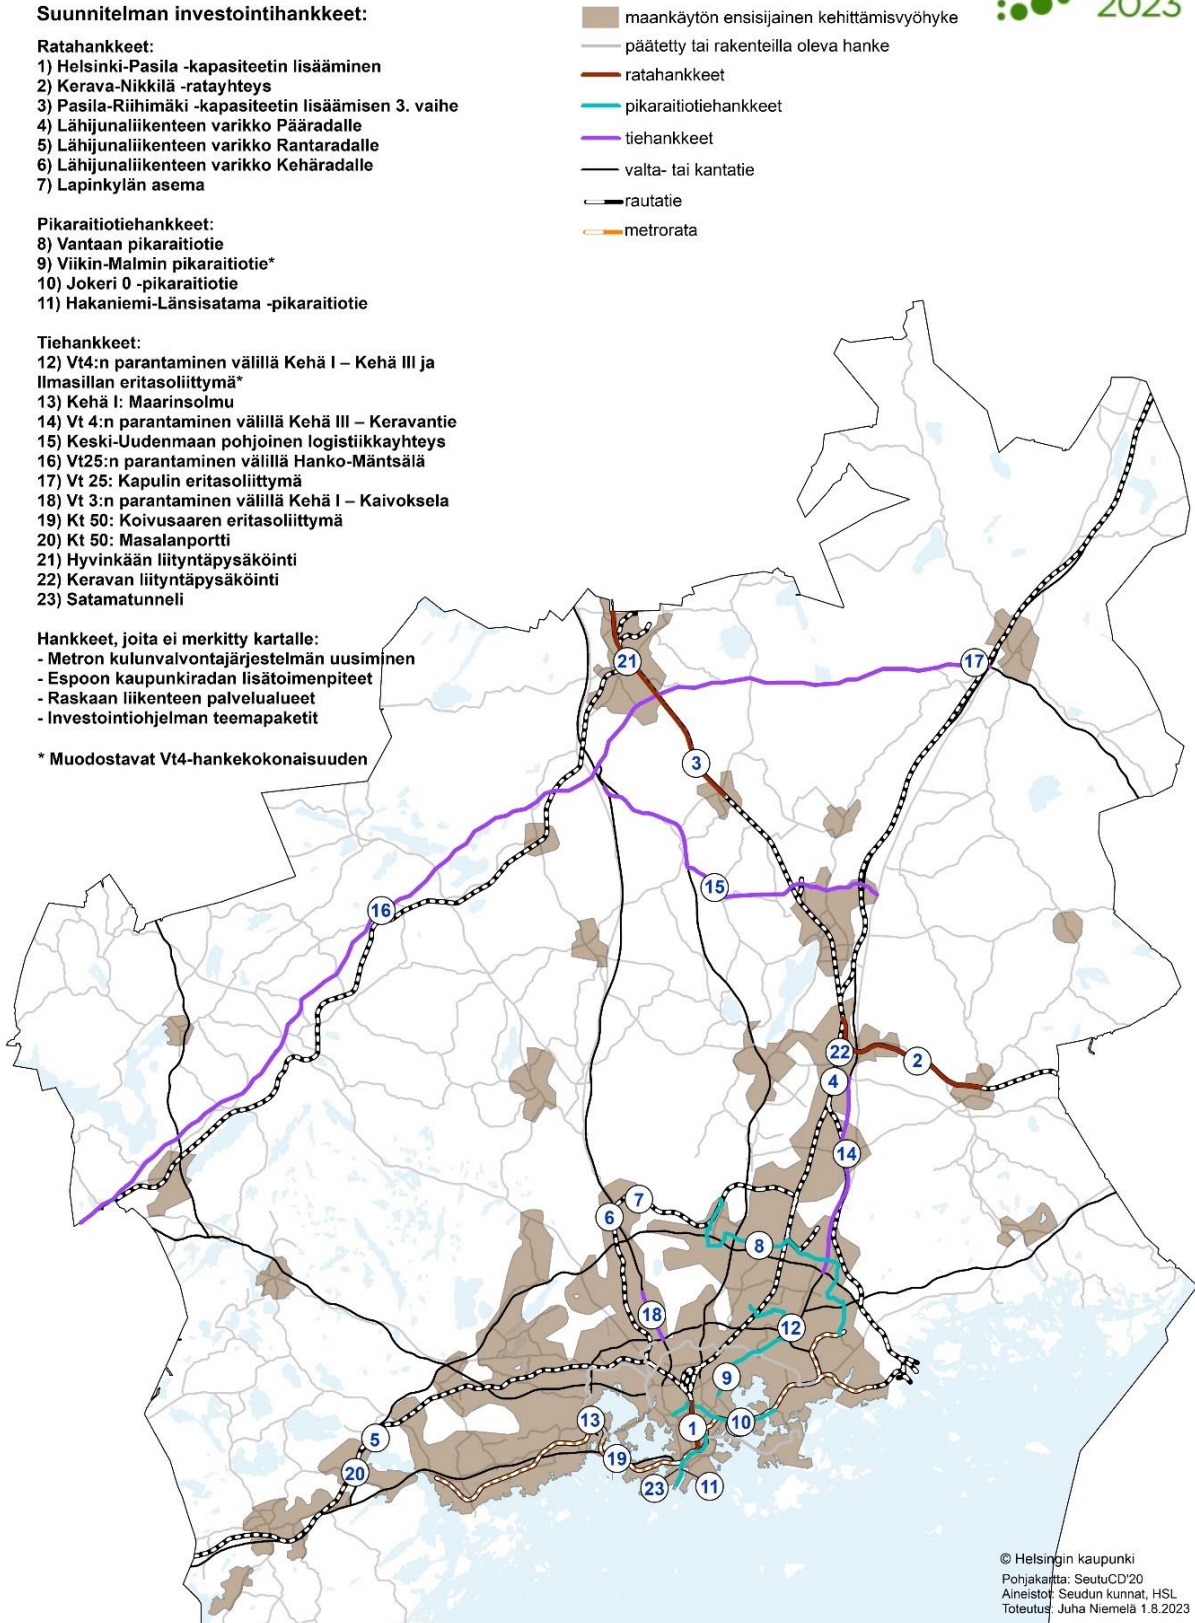 Suunnitelman investointihankkeet:
Ratahankkeet:
1) Helsinki-Pasila -kapasiteetin lisääminen
2) Kerava-Nikkilä -ratayhteys
3) Pasila-Riihimäki -kapasiteetin lisäämisen 3. vaihe
4) Lähijunaliikenteen varikko Pääradalle
5) Lähijunaliikenteen varikko Rantaradalle
6) Lähijunaliikenteen varikko Kehäradalle
7) Lapinkylän asema
Pikaraitiotiehankkeet:
8) Vantaan pikaraitiotie
9) Viikin-Malmin pikaraitiotie*
10) Jokeri 0 -pikaraitiotie
11) Hakaniemi-Länsisatama -pikaraitiotie
Tiehankkeet:
12) Vt4:n parantaminen välillä Kehä I – Kehä III ja
Ilmasillan eritasoliittymä*
13) Kehä I: Maarinsolmu
14) Vt 4:n parantaminen välillä Kehä III – Keravantie
15) Keski-Uudenmaan pohjoinen logistiikkayhteys
16) Vt25:n parantaminen välillä Hanko-Mäntsälä
17) Vt 25: Kapulin eritasoliittymä
18) Vt 3:n parantaminen välillä Kehä I – Kaivoksela
19) Kt 50: Koivusaaren eritasoliittymä
20) Kt 50: Masalanportti
21) Hyvinkään liityntäpysäköinti
22) Keravan liityntäpysäköinti
23) Satamatunneli
Hankkeet, joita ei merkitty kartalle:
- Metron kulunvalvontajärjestelmän uusiminen
- Espoon kaupunkiradan lisätoimenpiteet
- Raskaan liikenteen palvelualueet
- Investointiohjelman teemapaketit
* Muodostavat Vt4-hankekokonaisuuden
2023
maankäytön ensisijainen kehittämisvyöhyke
päätetty tai rakenteilla oleva hanke
ratahankkeet
pikaraitiotiehankkeet
tiehankkeet
valta- tai kantatie
rautatie
metrorata
21
17
3
15
16
22
2
4
14
7
6
8
18
12
9
13
10
1
5
19
20
23
11
© Helsingin kaupunki
Pohjakartta: SeutuCD'20
Aineistot: Seudun kunnat, HSL
Toteutus: Juha Niemelä 1.8.2023